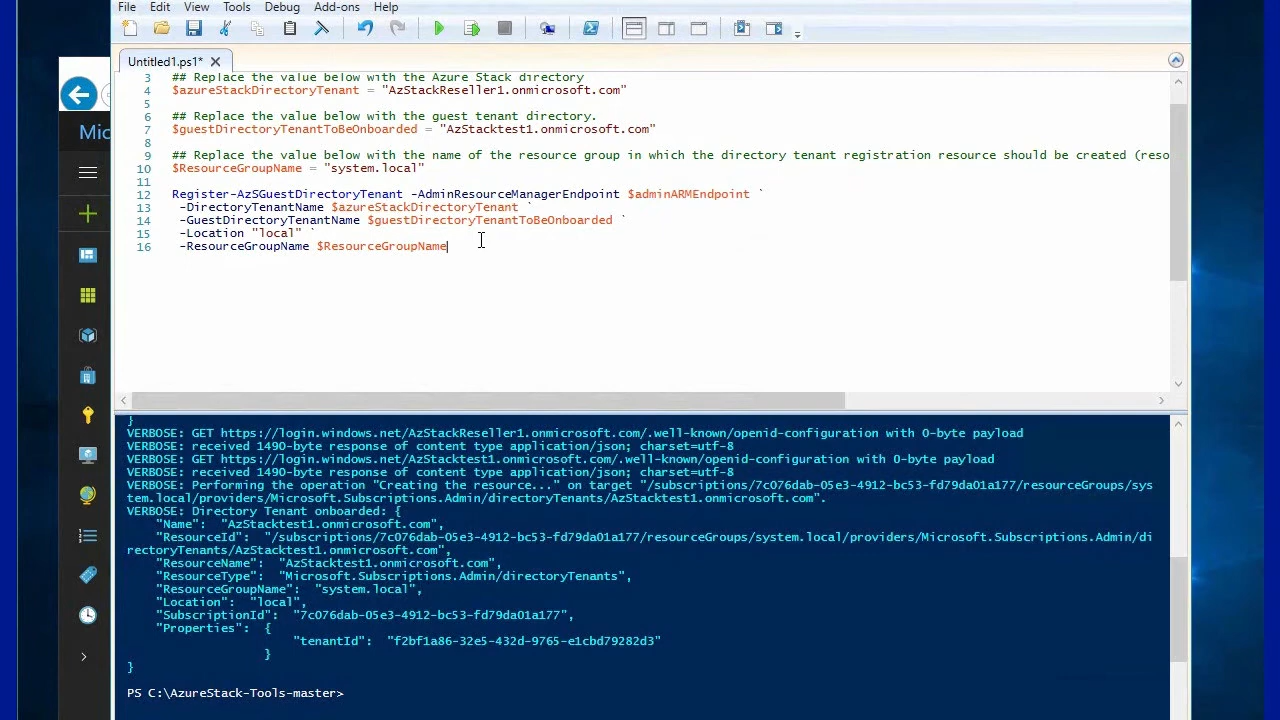 File Edit View Tools Debug Add-ons Help
Untitled1.ps1*
3 ## Replace the value below with the Azure Stack directory
4 $azureStackDirectoryTenant = "AzStackReseller1.onmicrosoft.com"
5
6 ## Replace the value below with the guest tenant directory.
7 $guestDirectoryTenantToBeOnboarded = "AzStacktest1.onmicrosoft.com"
8
9 ## Replace the value below with the name of the resource group in which the directory tenant registration resource should be created (reso
10 $ResourceGroupName = "system.local"
11
12 Register-AzSGuestDirectoryTenant -AdminResourceManagerEndpoint $adminARMEndpoint `
13 -DirectoryTenantName $azureStackDirectoryTenant `
14 -GuestDirectoryTenantName $guestDirectoryTenantToBeOnboarded `
15 -Location "local" `
16 -ResourceGroupName $ResourceGroupName
Mic
}
VERBOSE: GET https://login.windows.net/AzStackReseller1.onmicrosoft.com/.well-known/openid-configuration with 0-byte payload
VERBOSE: received 1490-byte response of content type application/json; charset=utf-8
VERBOSE: GET https://login.windows.net/AzStacktest1.onmicrosoft.com/.well-known/openid-configuration with 0-byte payload
VERBOSE: received 1490-byte response of content type application/json; charset=utf-8
VERBOSE: Performing the operation "Creating the resource..." on target "/subscriptions/7c076dab-05e3-4912-bc53-fd79da01a177/resourceGroups/sys
tem.local/providers/Microsoft.Subscriptions.Admin/directoryTenants/AzStacktest1.onmicrosoft.com".
VERBOSE: Directory Tenant onboarded: {
"Name": "AzStacktest1.onmicrosoft.com",
"ResourceId": "/subscriptions/7c076dab-05e3-4912-bc53-fd79da01a177/resourceGroups/system.local/providers/Microsoft.Subscriptions.Admin/di
rectoryTenants/AzStacktest1.onmicrosoft.com",
"ResourceName": "AzStacktest1.onmicrosoft.com",
"ResourceType": "Microsoft.Subscriptions.Admin/directoryTenants",
"ResourceGroupName": "system.local",
"Location": "local",
"SubscriptionId": "7c076dab-05e3-4912-bc53-fd79da01a177",
"Properties": {
"tenantId": "f2bf1a86-32e5-432d-9765-e1cbd79282d3"
}
}
PS C:\AzureStack-Tools-master>